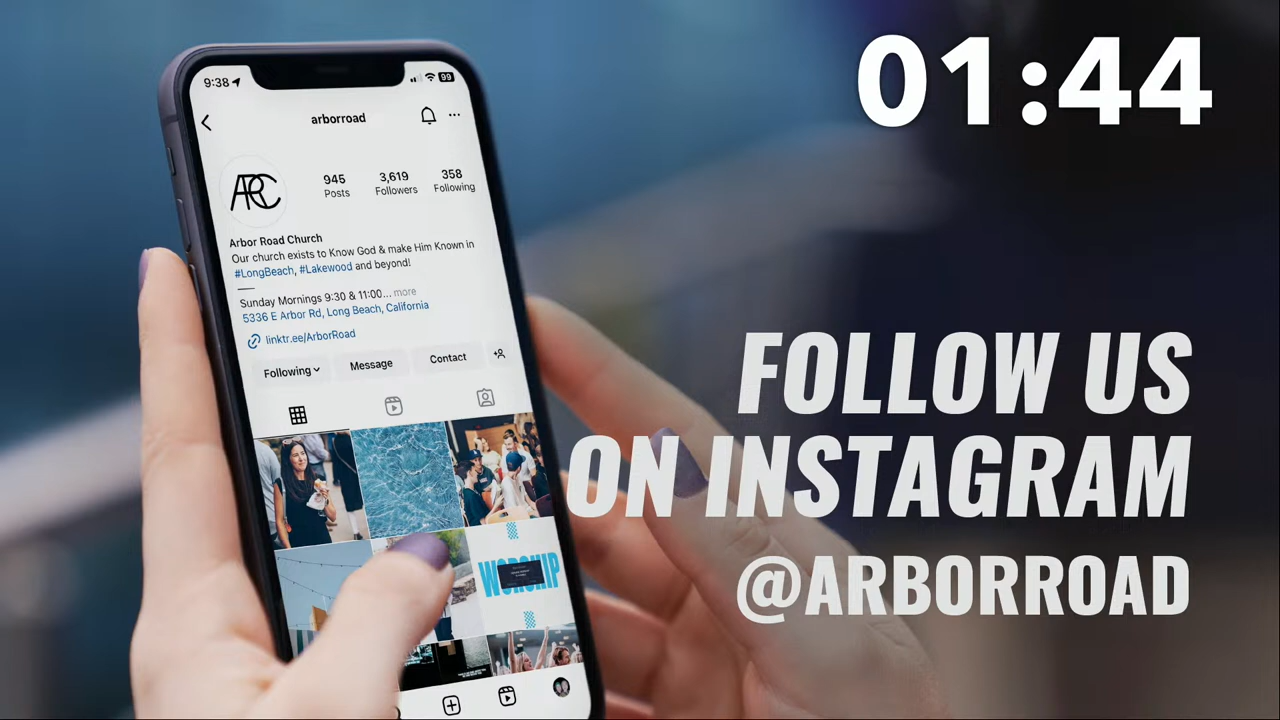 01:44
9:38
99
arborroad
ARC
945 3,619 358
Posts Followers Following
Arbor Road Church
Our church exists to Know God & make Him Known in
#LongBeach, #Lakewood and beyond!
Sunday Mornings 9:30 & 11:00... more
5336 E Arbor Rd, Long Beach, California
linktr.ee/ArborRoad
Following Message Contact
WORSHIP
FOLLOW US
ON INSTAGRAM
@ARBORROAD